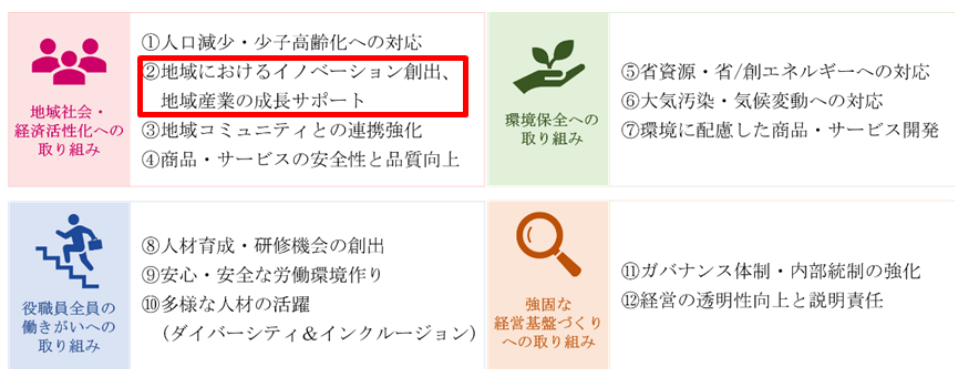 地域社会・
経済活性化への
取り組み
①人口減少・少子高齢化への対応
②地域におけるイノベーション創出、
地域産業の成長サポート
③地域コミュニティとの連携強化
④商品・サービスの安全性と品質向上
環境保全への
取り組み
⑤省資源・省/創エネルギーへの対応
⑥大気汚染・気候変動への対応
⑦環境に配慮した商品・サービス開発
役職員全員の
働きがいへの
取り組み
⑧人材育成・研修機会の創出
⑨安心・安全な労働環境作り
⑩多様な人材の活躍
（ダイバーシティ＆インクルージョン）
強固な
経営基盤づくり
への取り組み
⑪ガバナンス体制・内部統制の強化
⑫経営の透明性向上と説明責任